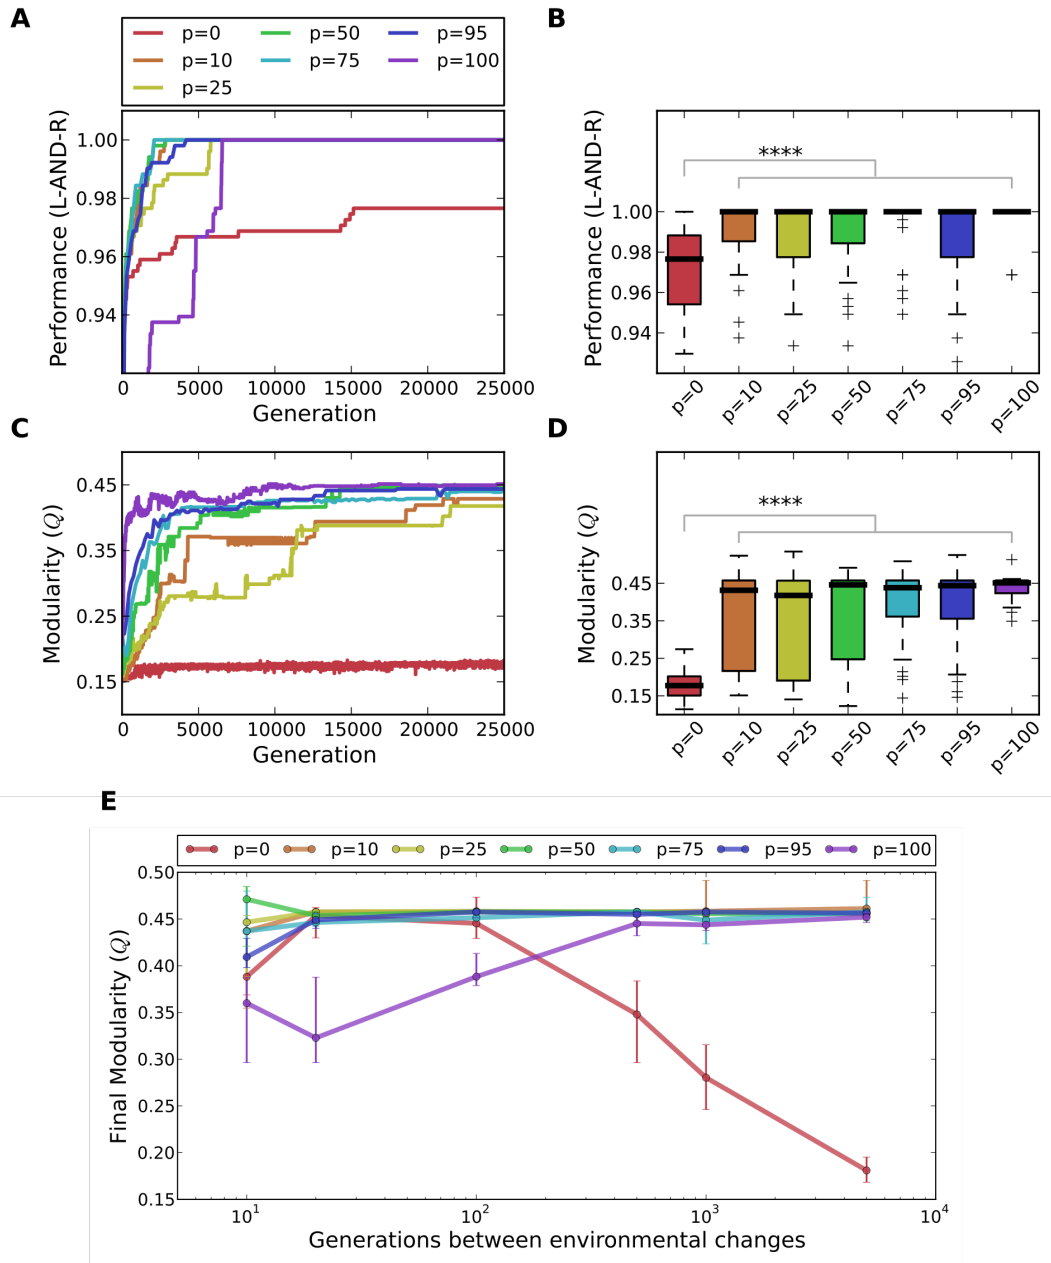 A
p=0 p=50 p=95
p=10 p=75 p=100
p=25
Performance (L-AND-R)
1.00
0.98
0.96
0.94
0 5000 10000 15000 20000 25000
Generation
B
Performance (L-AND-R)
****
1.00
0.98
0.96
0.94
p=0 p=10 p=25 p=50 p=75 p=95 p=100
C
Modularity (Q)
0.45
0.35
0.25
0.15
0 5000 10000 15000 20000 25000
Generation
D
Modularity (Q)
****
0.45
0.35
0.25
0.15
p=0 p=10 p=25 p=50 p=75 p=95 p=100
E
p=0 p=10 p=25 p=50 p=75 p=95 p=100
Final Modularity (Q)
0.50
0.45
0.40
0.35
0.30
0.25
0.20
0.15
10¹ 10² 10³ 10⁴
Generations between environmental changes